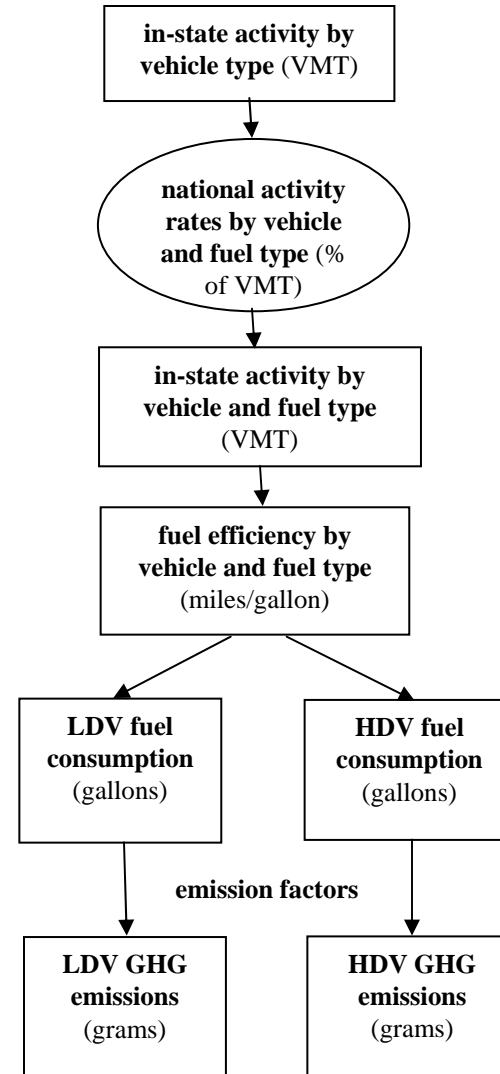 in-state activity by
vehicle type (VMT)
national activity
rates by vehicle
and fuel type (%
of VMT)
in-state activity by
vehicle and fuel type
(VMT)
fuel efficiency by
vehicle and fuel type
(miles/gallon)
LDV fuel
consumption
(gallons)
HDV fuel
consumption
(gallons)
emission factors
LDV GHG
emissions
(grams)
HDV GHG
emissions
(grams)